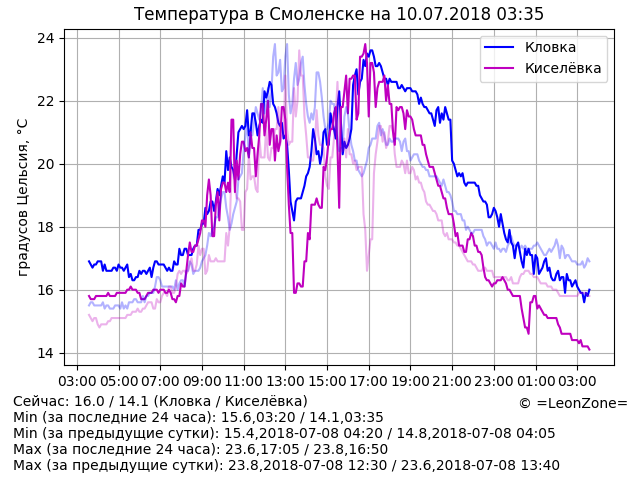 Температура в Смоленске на 10.07.2018 03:35
градусов Цельсия, °C
24
22
20
18
16
14
Кловка
Киселёвка
03:00 05:00 07:00 09:00 11:00 13:00 15:00 17:00 19:00 21:00 23:00 01:00 03:00
Сейчас: 16.0 / 14.1 (Кловка / Киселёвка)
© =LeonZone=
Min (за последние 24 часа): 15.6,03:20 / 14.1,03:35
Min (за предыдущие сутки): 15.4,2018-07-08 04:20 / 14.8,2018-07-08 04:05
Max (за последние 24 часа): 23.6,17:05 / 23.8,16:50
Max (за предыдущие сутки): 23.8,2018-07-08 12:30 / 23.6,2018-07-08 13:40